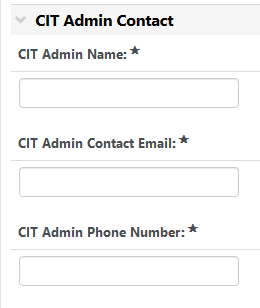 CIT Admin Contact
CIT Admin Name: ★
CIT Admin Contact Email: ★
CIT Admin Phone Number: ★